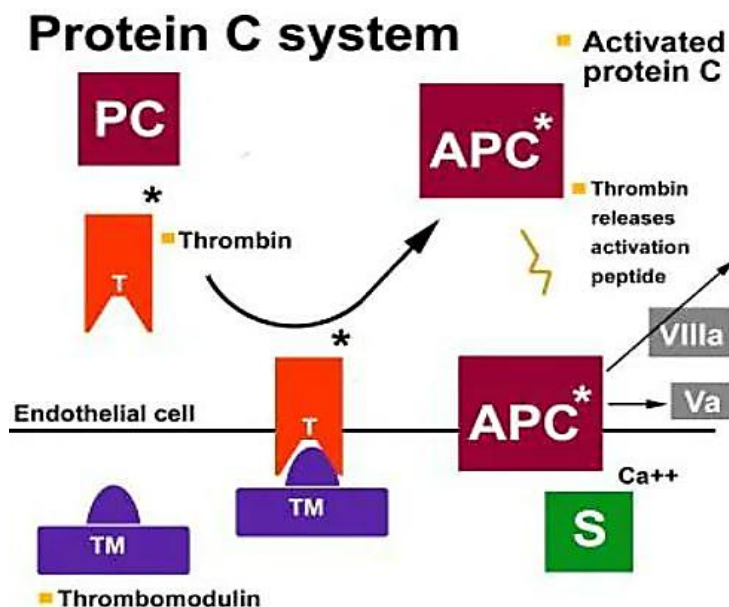 Protein C system
Activated
protein C
PC
APC*
*
Thrombin
T
Thrombin
releases
activation
peptide
*
VIIIa
Endothelial cell
T
APC*
Va
TM
Ca++
TM
S
Thrombomodulin